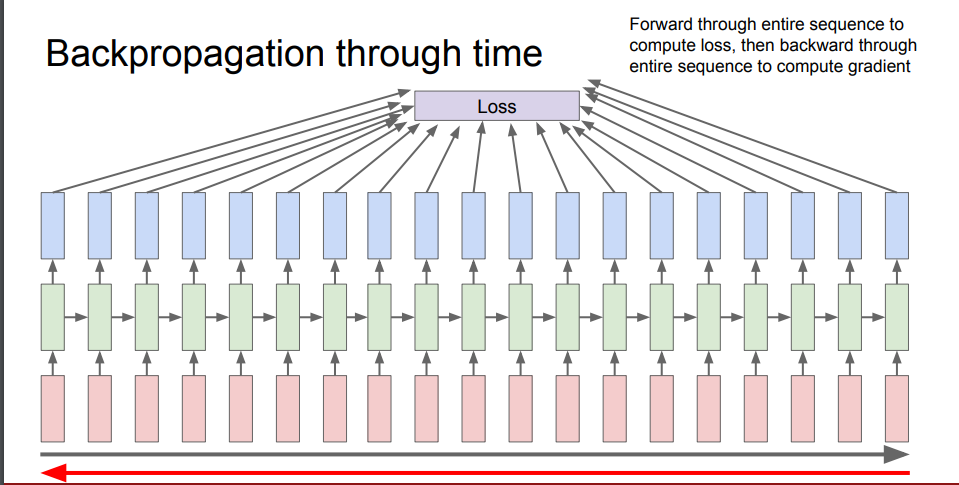 Backpropagation through time
Forward through entire sequence to
compute loss, then backward through
entire sequence to compute gradient
Loss